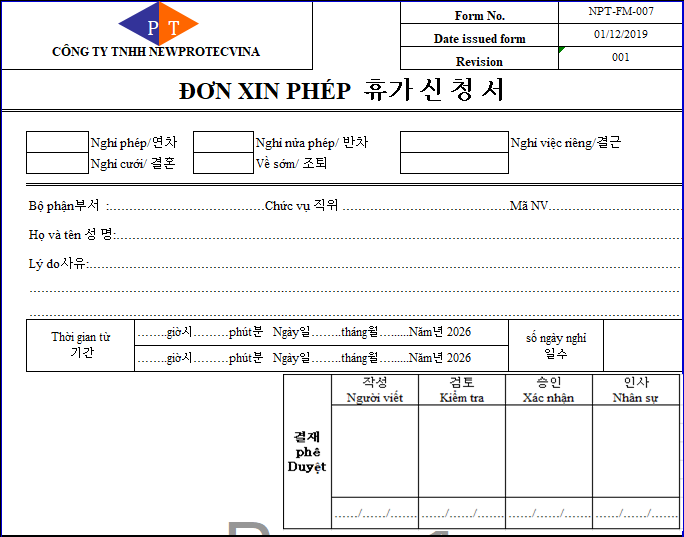 P T
CÔNG TY TNHH NEWPROTECVINA
Form No. NPT-FM-007
Date issued form 01/12/2019
Revision 001
ĐƠN XIN PHÉP 휴가 신 청 서
Nghỉ phép/연차 Nghỉ nửa phép/ 반차 Nghỉ việc riêng/결근
Nghỉ cưới/ 결혼 Về sớm/ 조퇴
Bộ phận부서 :.......................................Chức vụ 직위 .......................................Mã NV.......................................
Họ và tên 성 명:..............................................................................
Lý do사유:..............................................................................
..............................................................................
..............................................................................
Thời gian từ
기간
........giờ시.........phút분 Ngày일........tháng월.........Năm년 2026
........giờ시.........phút분 Ngày일........tháng월.........Năm년 2026
số ngày nghỉ
일수
결재
phê
Duyệt
작성 검토 승인 인사
Người viết Kiểm tra Xác nhận Nhân sự
....../....../...... ....../....../...... ....../....../...... ....../....../......